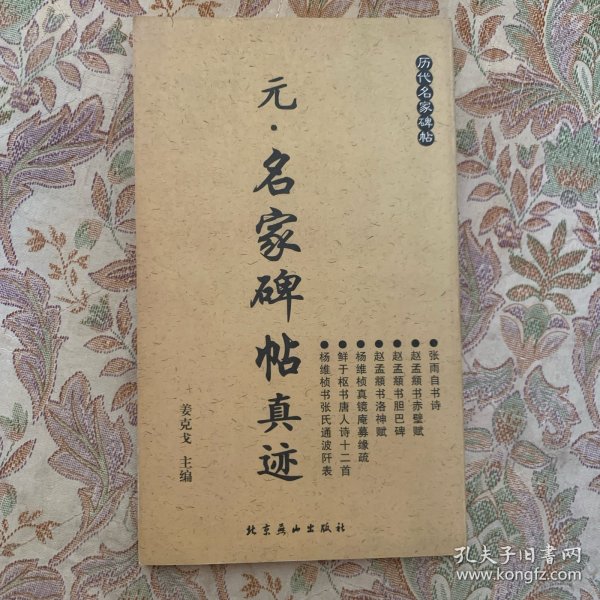 历代名家碑帖
元·名家碑帖真迹
●张雨自书诗
●赵孟頫书赤壁赋
●赵孟頫书胆巴碑
●赵孟頫书洛神赋
●杨维桢真镜庵募缘疏
●鲜于枢书唐人诗十二首
●杨维桢书张氏通波阡表
姜克戈 主编
北京燕山出版社
孔夫子旧书网
www.kongfz.com